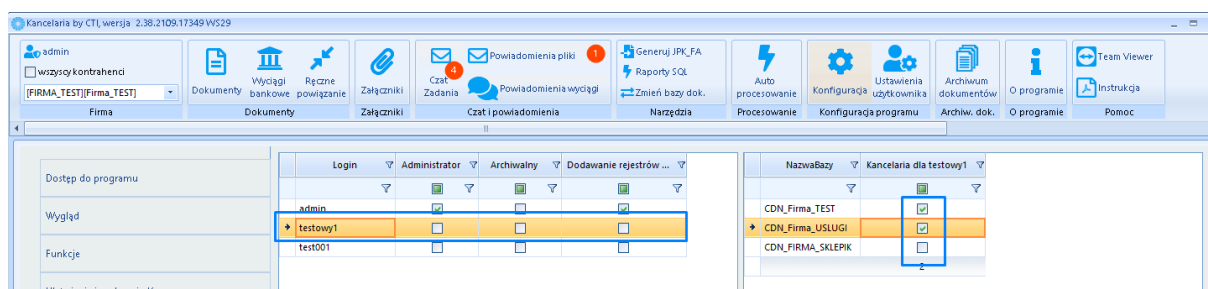 Kancelaria by CTI, wersja 2.38.2109.17349 WS29
admin
wszyscy kontrahenci
[FIRMA_TEST][Firma_TEST]
Firma
Dokumenty
Wyciągi
bankowe
Ręczne
powiązanie
Dokumenty
Załączniki
Załączniki
Czat
4
Zadania
Powiadomienia pliki
1
Powiadomienia wyciągi
Czat i powiadomienia
Generuj JPK_FA
Raporty SQL
Zmień bazy dok.
Narzędzia
Auto
procesowanie
Procesowanie
Konfiguracja
Ustawienia
użytkownika
Konfiguracja programu
Archiwum
dokumentów
Archiw. dok.
O programie
O programie
Team Viewer
Instrukcja
Pomoc
Dostęp do programu
Wygląd
Funkcje
Login Administrator Archiwalny Dodawanie rejestrów ...
admin
testowy1
test001
NazwaBazy Kancelaria dla testowy1
CDN_Firma_TEST
CDN_Firma_USLUGI
CDN_FIRMA_SKLEPIK
2